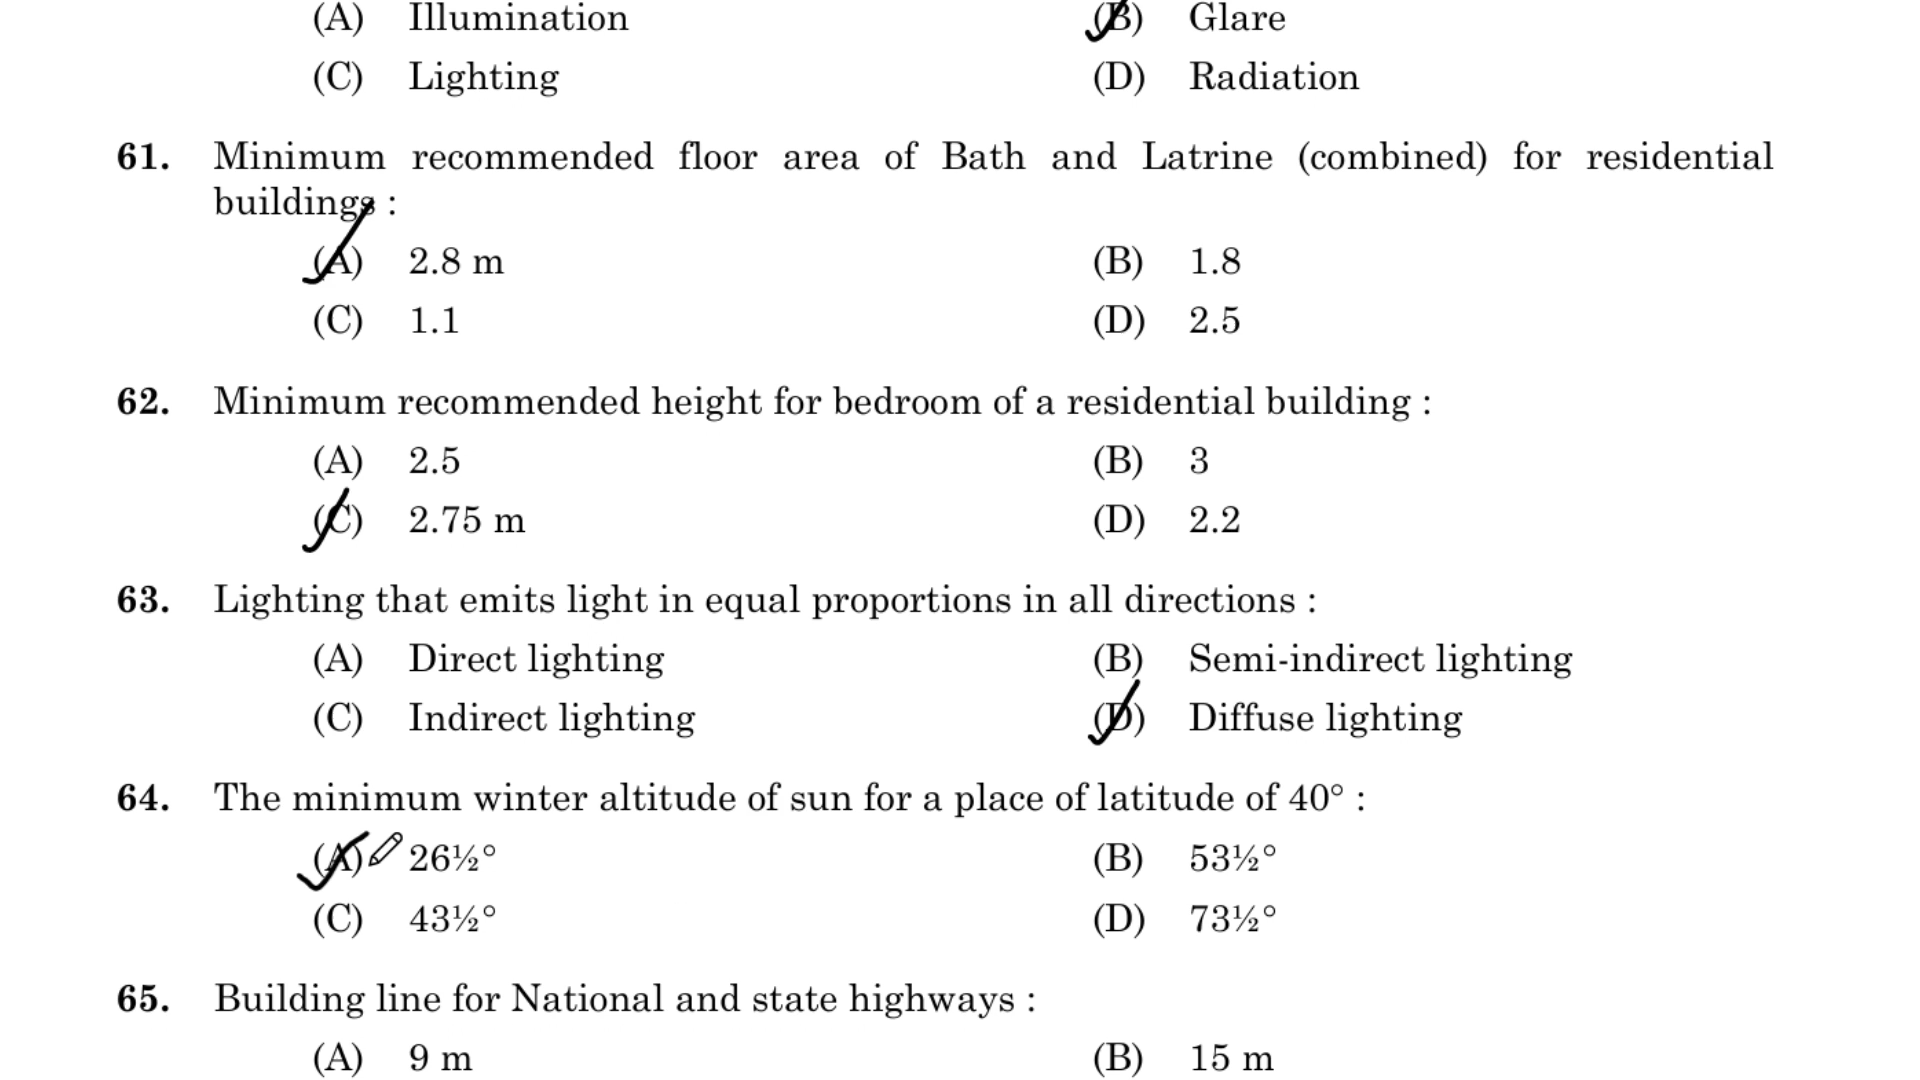 (A) Illumination (B) Glare
(C) Lighting (D) Radiation
61. Minimum recommended floor area of Bath and Latrine (combined) for residential
buildings :
(A) 2.8 m (B) 1.8
(C) 1.1 (D) 2.5
62. Minimum recommended height for bedroom of a residential building :
(A) 2.5 (B) 3
(C) 2.75 m (D) 2.2
63. Lighting that emits light in equal proportions in all directions :
(A) Direct lighting (B) Semi-indirect lighting
(C) Indirect lighting (D) Diffuse lighting
64. The minimum winter altitude of sun for a place of latitude of 40° :
(A) 26½° (B) 53½°
(C) 43½° (D) 73½°
65. Building line for National and state highways :
(A) 9 m (B) 15 m